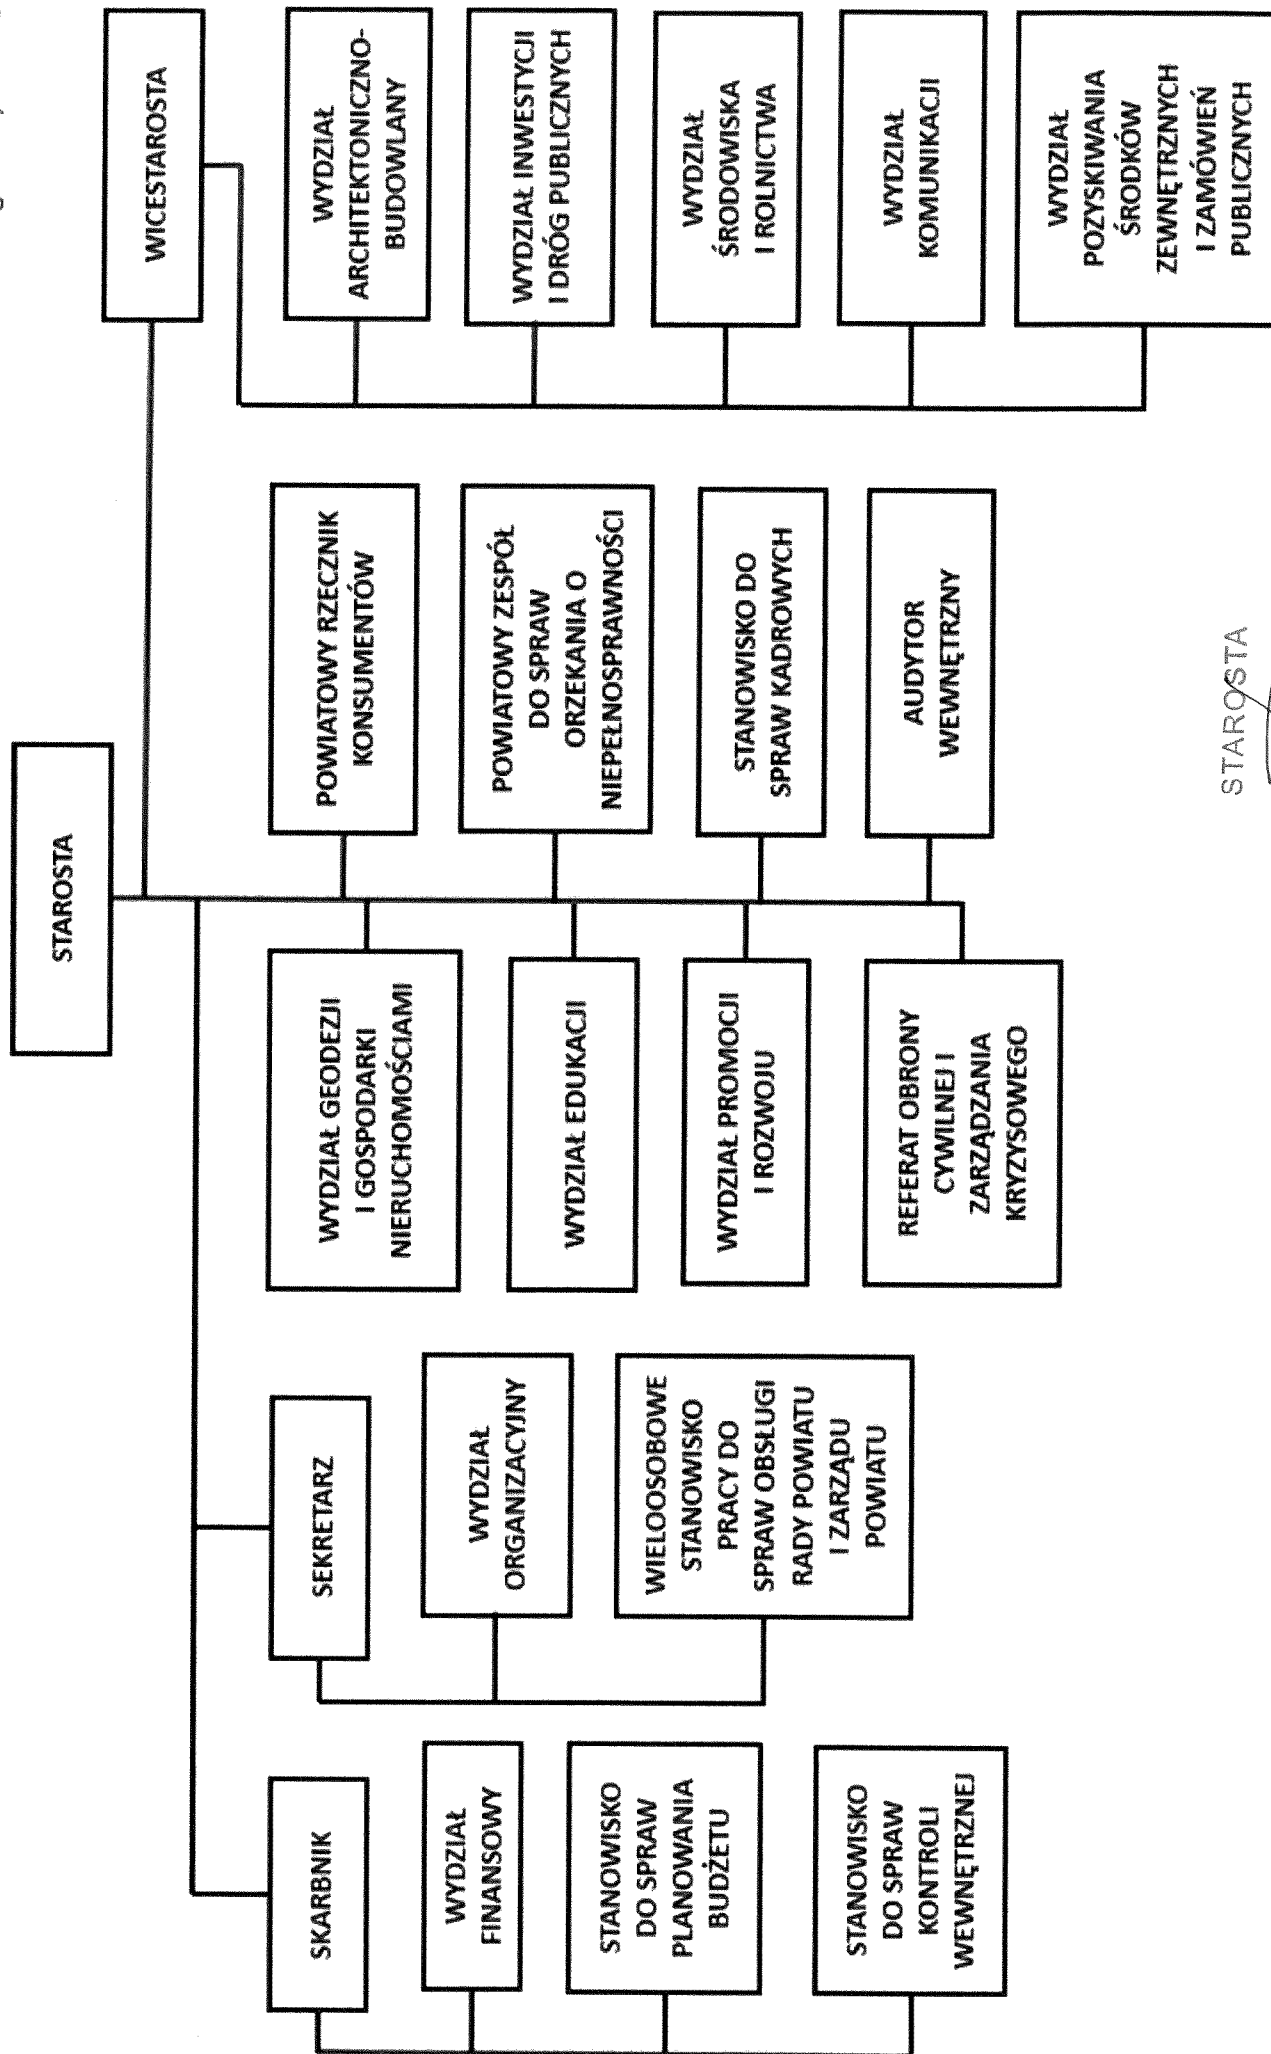 STAROSTA
WICESTAROSTA
SKARBNIK
WYDZIAŁ
FINANSOWY
STANOWISKO
DO SPRAW
PLANOWANIA
BUDŻETU
STANOWISKO
DO SPRAW
KONTROLI
WEWNĘTRZNEJ
SEKRETARZ
WYDZIAŁ
ORGANIZACYJNY
WIELOOSOBOWE
STANOWISKO
PRACY DO
SPRAW OBSŁUGI
RADY POWIATU
I ZARZĄDU
POWIATU
WYDZIAŁ GEODEZJI
I GOSPODARKI
NIERUCHOMOŚCIAMI
WYDZIAŁ EDUKACJI
WYDZIAŁ PROMOCJI
I ROZWOJU
REFERAT OBRONY
CYWILNEJ I
ZARZĄDZANIA
KRYZYSOWEGO
POWIATOWY RZECZNIK
KONSUMENTÓW
POWIATOWY ZESPÓŁ
DO SPRAW
ORZEKANIA O
NIEPEŁNOSPRAWNOŚCI
STANOWISKO DO
SPRAW KADROWYCH
AUDYTOR
WEWNĘTRZNY
WYDZIAŁ
ARCHITEKTONICZNO-
BUDOWLANY
WYDZIAŁ INWESTYCJI
I DRÓG PUBLICZNYCH
WYDZIAŁ
ŚRODOWISKA
I ROLNICTWA
WYDZIAŁ
KOMUNIKACJI
WYDZIAŁ
POZYSKIWANIA
ŚRODKÓW
ZEWNĘTRZNYCH
I ZAMÓWIEŃ
PUBLICZNYCH
STAROSTA